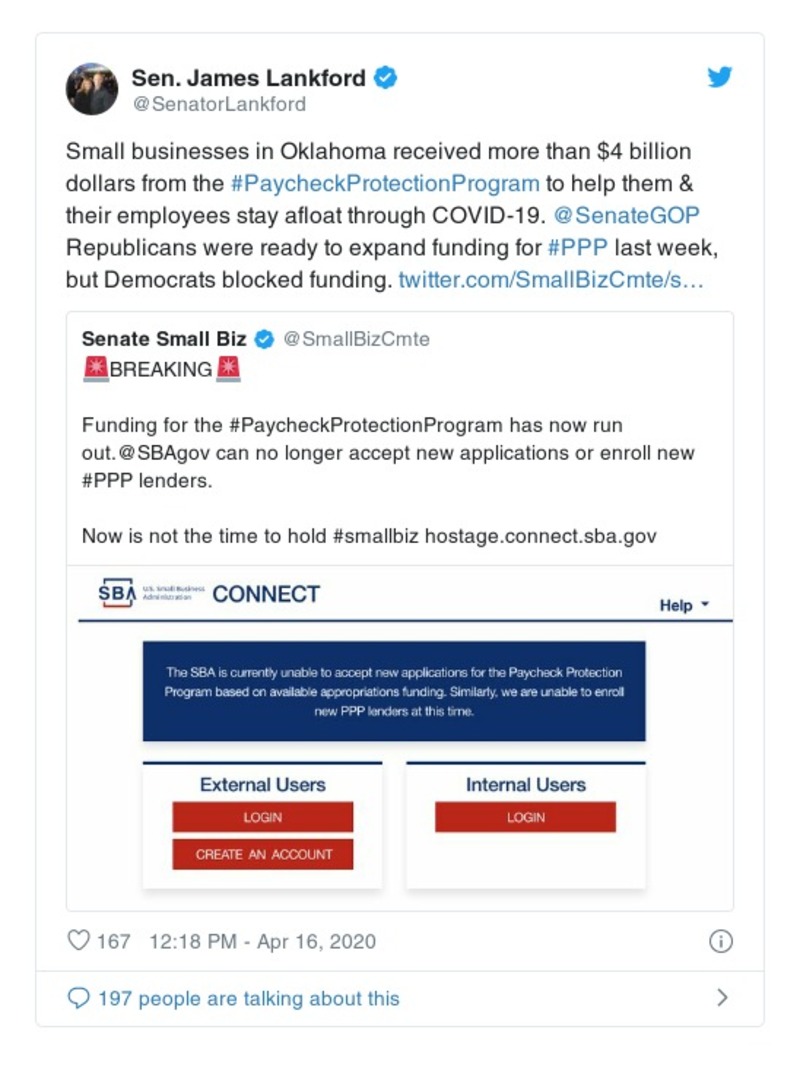 Sen. James Lankford
@SenatorLankford
Small businesses in Oklahoma received more than $4 billion
dollars from the #PaycheckProtectionProgram to help them &
their employees stay afloat through COVID-19. @SenateGOP
Republicans were ready to expand funding for #PPP last week,
but Democrats blocked funding. twitter.com/SmallBizCmte/s…
Senate Small Biz @SmallBizCmte
🚨BREAKING🚨
Funding for the #PaycheckProtectionProgram has now run
out.@SBAgov can no longer accept new applications or enroll new
#PPP lenders.
Now is not the time to hold #smallbiz hostage.connect.sba.gov
SBA U.S. Small Business Administration CONNECT
Help
The SBA is currently unable to accept new applications for the Paycheck Protection
Program based on available appropriations funding. Similarly, we are unable to enroll
new PPP lenders at this time.
External Users
LOGIN
CREATE AN ACCOUNT
Internal Users
LOGIN
167 12:18 PM - Apr 16, 2020
197 people are talking about this